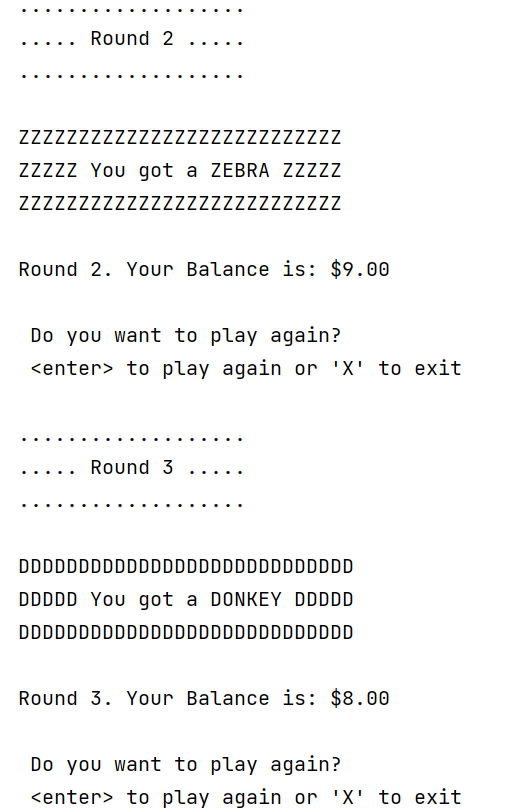 ...................
..... Round 2 .....
...................
ZZZZZZZZZZZZZZZZZZZZZZZZZZZ
ZZZZZ You got a ZEBRA ZZZZZ
ZZZZZZZZZZZZZZZZZZZZZZZZZZZ
Round 2. Your Balance is: $9.00
Do you want to play again?
<enter> to play again or 'X' to exit
...................
..... Round 3 .....
...................
DDDDDDDDDDDDDDDDDDDDDDDDDDDD
DDDDD You got a DONKEY DDDDD
DDDDDDDDDDDDDDDDDDDDDDDDDDDD
Round 3. Your Balance is: $8.00
Do you want to play again?
<enter> to play again or 'X' to exit